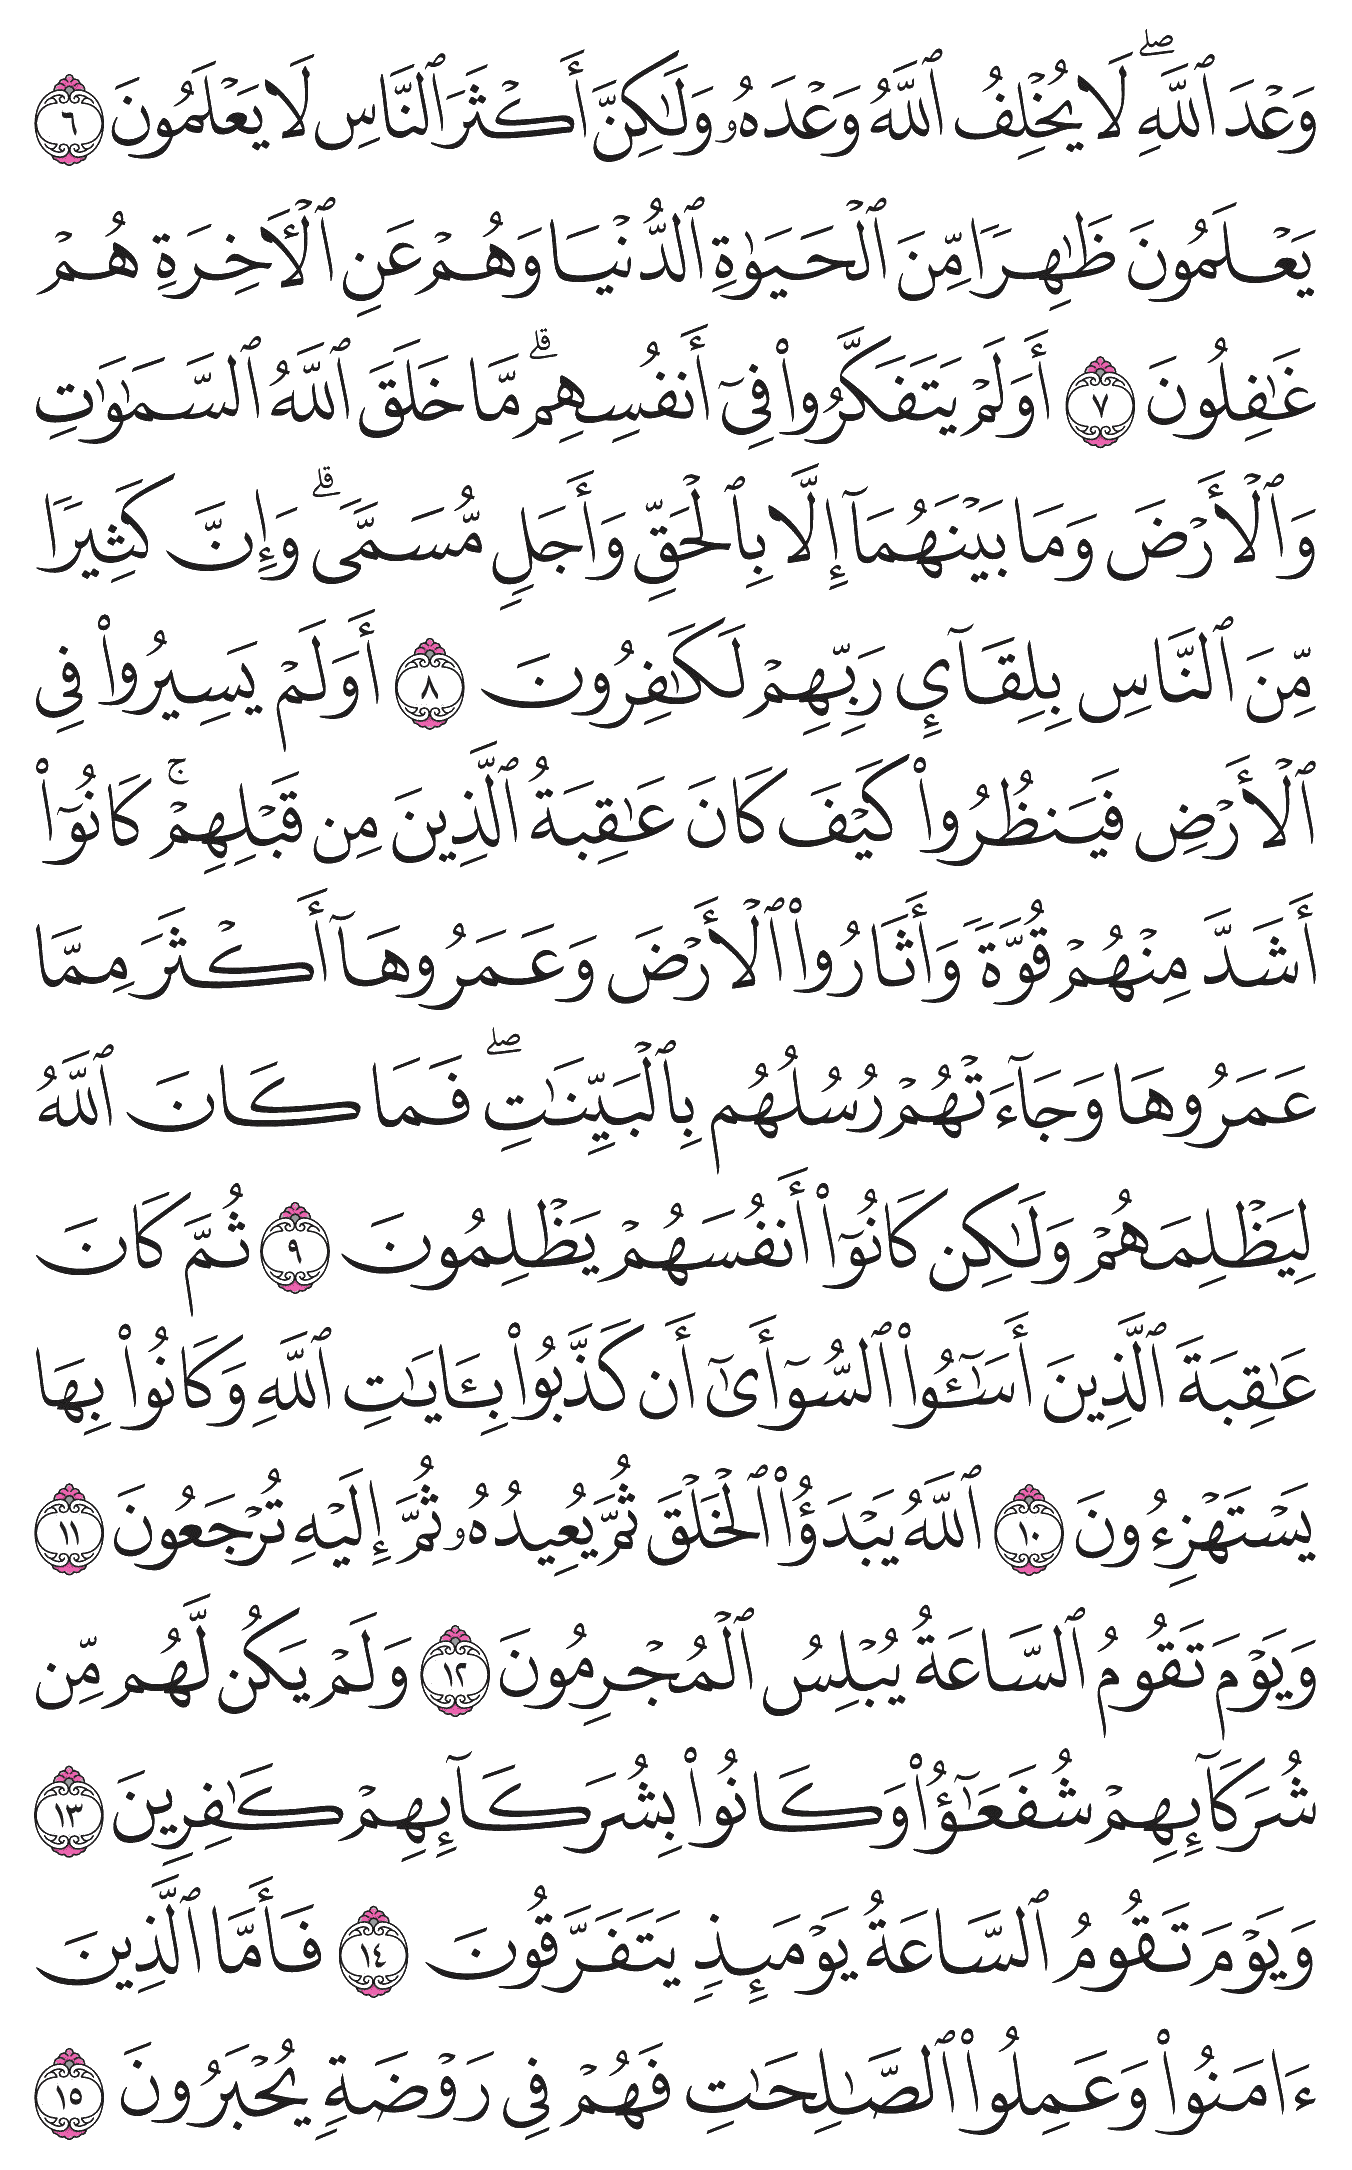 وَعۡدَ ٱللَّهِۖ لَا يُخۡلِفُ ٱللَّهُ وَعۡدَهُۥ وَلَٰكِنَّ أَكۡثَرَ ٱلنَّاسِ لَا يَعۡلَمُونَ ٦
يَعۡلَمُونَ ظَٰهِرٗا مِّنَ ٱلۡحَيَوٰةِ ٱلدُّنۡيَا وَهُمۡ عَنِ ٱلۡأٓخِرَةِ هُمۡ
غَٰفِلُونَ ٧ أَوَلَمۡ يَتَفَكَّرُواْ فِيٓ أَنفُسِهِمۗ مَّا خَلَقَ ٱللَّهُ ٱلسَّمَٰوَٰتِ
وَٱلۡأَرۡضَ وَمَا بَيۡنَهُمَآ إِلَّا بِٱلۡحَقِّ وَأَجَلٖ مُّسَمّٗىۗ وَإِنَّ كَثِيرٗا
مِّنَ ٱلنَّاسِ بِلِقَآيِٕ رَبِّهِمۡ لَكَٰفِرُونَ ٨ أَوَلَمۡ يَسِيرُواْ فِي
ٱلۡأَرۡضِ فَيَنظُرُواْ كَيۡفَ كَانَ عَٰقِبَةُ ٱلَّذِينَ مِن قَبۡلِهِمۡۚ كَانُوٓاْ
أَشَدَّ مِنۡهُمۡ قُوَّةٗ وَأَثَارُواْ ٱلۡأَرۡضَ وَعَمَرُوهَآ أَكۡثَرَ مِمَّا
عَمَرُوهَا وَجَآءَتۡهُمۡ رُسُلُهُم بِٱلۡبَيِّنَٰتِۖ فَمَا كَانَ ٱللَّهُ
لِيَظۡلِمَهُمۡ وَلَٰكِن كَانُوٓاْ أَنفُسَهُمۡ يَظۡلِمُونَ ٩ ثُمَّ كَانَ
عَٰقِبَةَ ٱلَّذِينَ أَسَٰٓـُٔواْ ٱلسُّوٓأَىٰٓ أَن كَذَّبُواْ بِـَٔايَٰتِ ٱللَّهِ وَكَانُواْ بِهَا
يَسۡتَهۡزِءُونَ ١٠ ٱللَّهُ يَبۡدَؤُاْ ٱلۡخَلۡقَ ثُمَّ يُعِيدُهُۥ ثُمَّ إِلَيۡهِ تُرۡجَعُونَ ١١
وَيَوۡمَ تَقُومُ ٱلسَّاعَةُ يُبۡلِسُ ٱلۡمُجۡرِمُونَ ١٢ وَلَمۡ يَكُن لَّهُم مِّن
شُرَكَآئِهِمۡ شُفَعَٰٓؤُاْ وَكَانُواْ بِشُرَكَآئِهِمۡ كَٰفِرِينَ ١٣
وَيَوۡمَ تَقُومُ ٱلسَّاعَةُ يَوۡمَئِذٖ يَتَفَرَّقُونَ ١٤ فَأَمَّا ٱلَّذِينَ
ءَامَنُواْ وَعَمِلُواْ ٱلصَّٰلِحَٰتِ فَهُمۡ فِي رَوۡضَةٖ يُحۡبَرُونَ ١٥